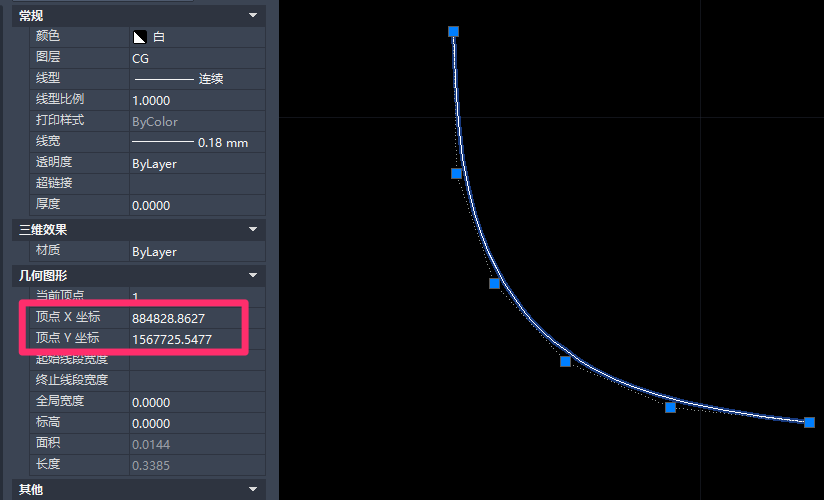 常规
颜色 白
图层 CG
线型 连续
线型比例 1.0000
打印样式 ByColor
线宽 0.18 mm
透明度 ByLayer
超链接
厚度 0.0000
三维效果
材质 ByLayer
几何图形
当前顶点 1
顶点 X 坐标 884828.8627
顶点 Y 坐标 1567725.5477
起始线段宽度
终止线段宽度
全局宽度 0.0000
标高 0.0000
面积 0.0144
长度 0.3385
其他